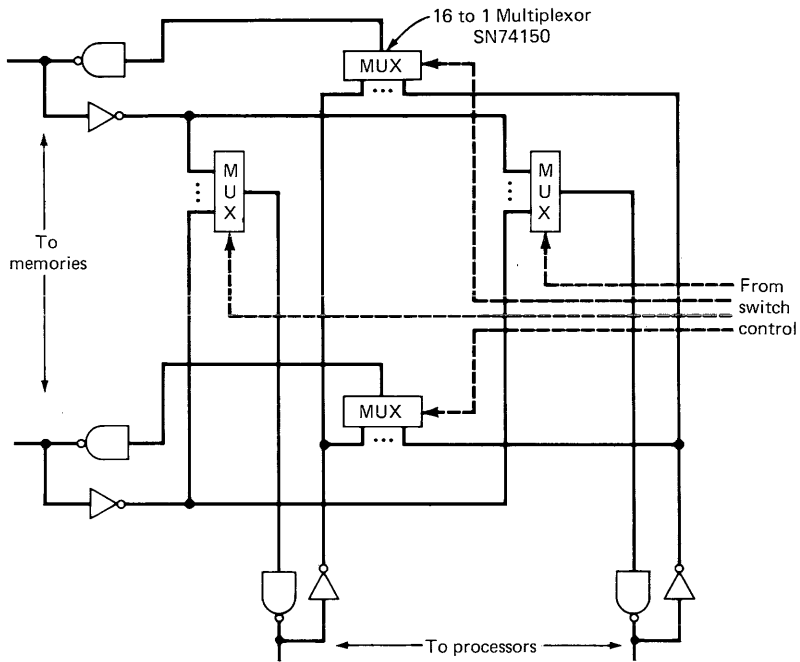 16 to 1 Multiplexor
SN74150
MUX
M
U
X
M
U
X
To
memories
From
switch
control
MUX
To processors